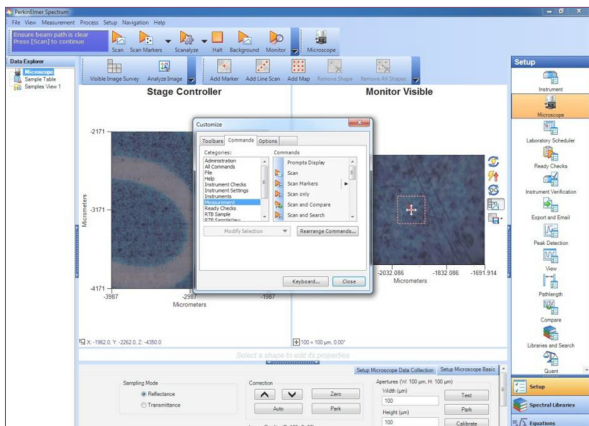 PerkinElmer Spectrum
File View Measurement Process Setup Navigation Help
Ensure beam path is clear
Press [Scan] to continue
Scan Scan Markers Scanalyze Halt Background Monitor Microscope
Data Explorer
Microscope
Sample Table
Samples View 1
Visible Image Survey Analyze Image Add Marker Add Line Scan Add Map Remove Shape Remove All Shapes
Stage Controller
Monitor Visible
-2171
-3171
-4171
Micrometers
-3987 -2987 -1987
Micrometers
-2032.086 -1832.086 -1691.914
Micrometers
X: -1962.0, Y: -2262.0, Z: -4350.0
100 × 100 µm, 0.00°
Select a shape to edit its properties
Customize
Toolbars Commands Options
Categories:
Administration
All Commands
File
Help
Instrument Checks
Instrument Settings
Instruments
Measurement
Ready Checks
RTB Sample
Commands:
Prompts Display
Scan
Scan Markers
Scan only
Scan and Compare
Scan and Search
Modify Selection
Rearrange Commands...
Keyboard...
Close
Setup Microscope Data Collection Setup Microscope Basic
Sampling Mode
Reflectance
Transmittance
Correction
Zero
Auto
Park
Apertures (W: 100 µm, H: 100 µm)
Width (µm)
100
Test
Height (µm)
Park
100
Calibrate
Setup
Instrument
Microscope
Laboratory Scheduler
Ready Checks
Instrument Verification
Export and Email
Peak Detection
View
Pathlength
Compare
Libraries and Search
Quant
Setup
Spectral Libraries
Equations